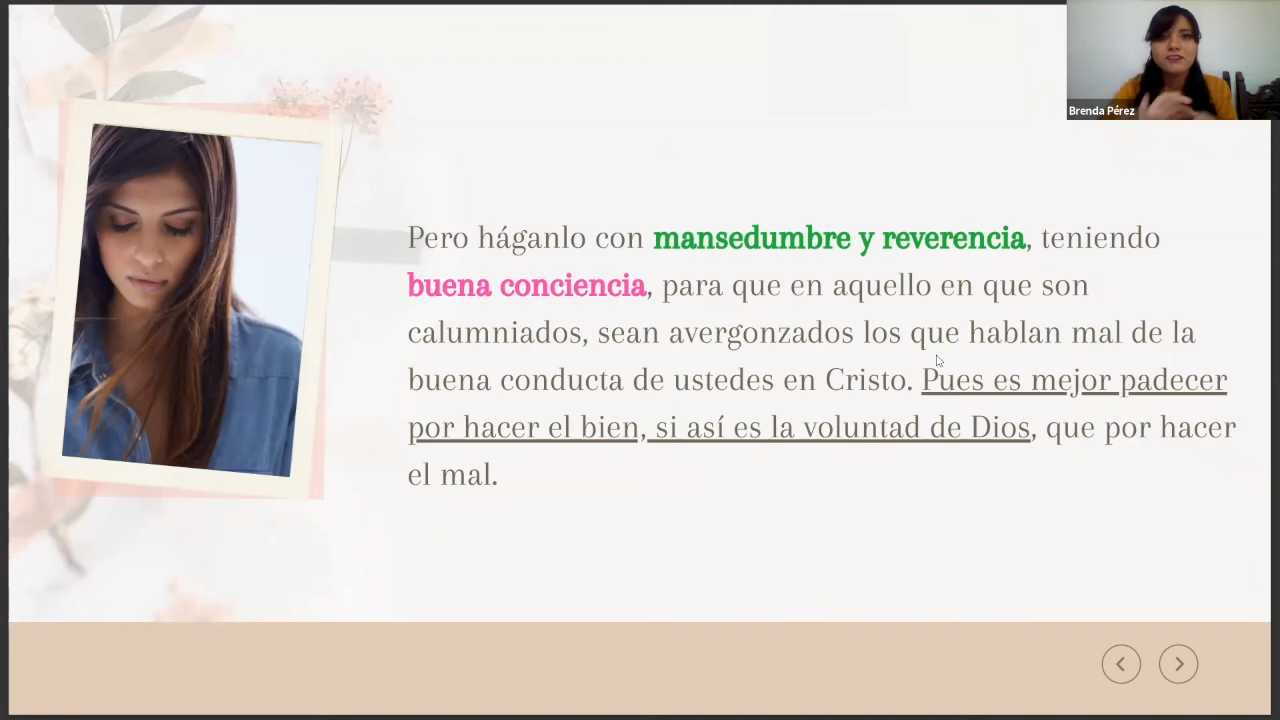 Brenda Pérez
Pero háganlo con mansedumbre y reverencia, teniendo
buena conciencia, para que en aquello en que son
calumniados, sean avergonzados los que hablan mal de la
buena conducta de ustedes en Cristo. Pues es mejor padecer
por hacer el bien, si así es la voluntad de Dios, que por hacer
el mal.